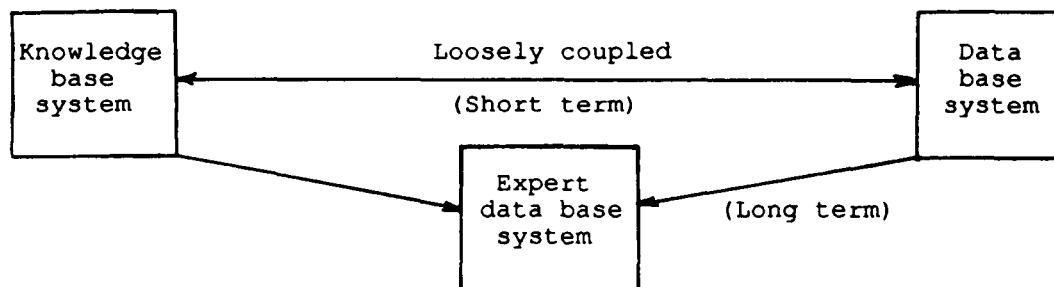 Knowledge
base
system
Loosely coupled
(Short term)
Data
base
system
Expert
data base
system
(Long term)